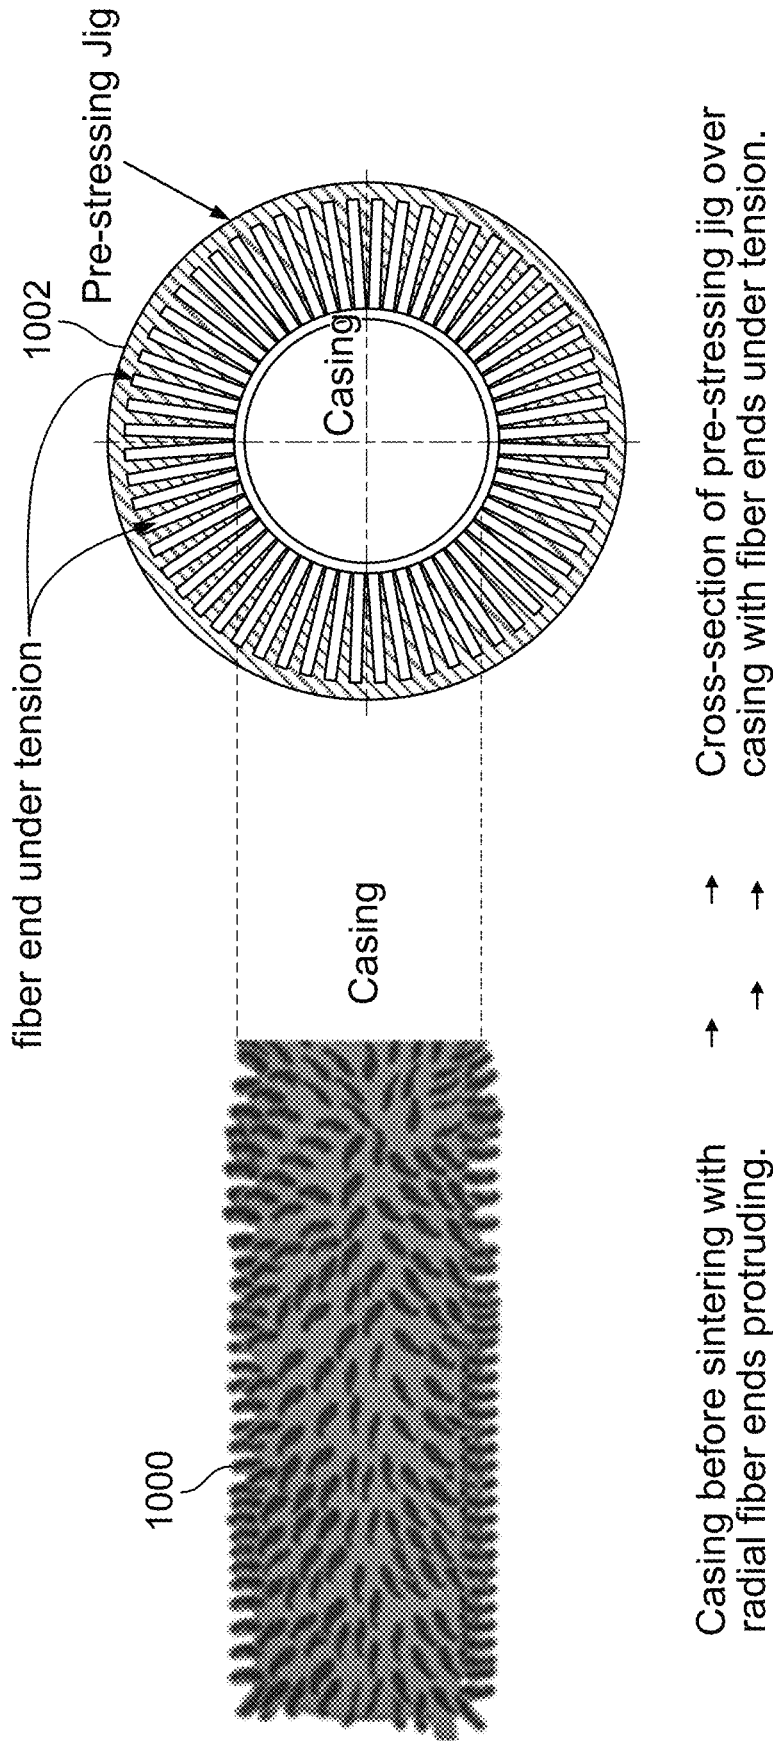 fiber end under tension
1002
Pre-stressing Jig
Casing
Casing
1000
Casing before sintering with
radial fiber ends protruding.
Cross-section of pre-stressing jig over
casing with fiber ends under tension.